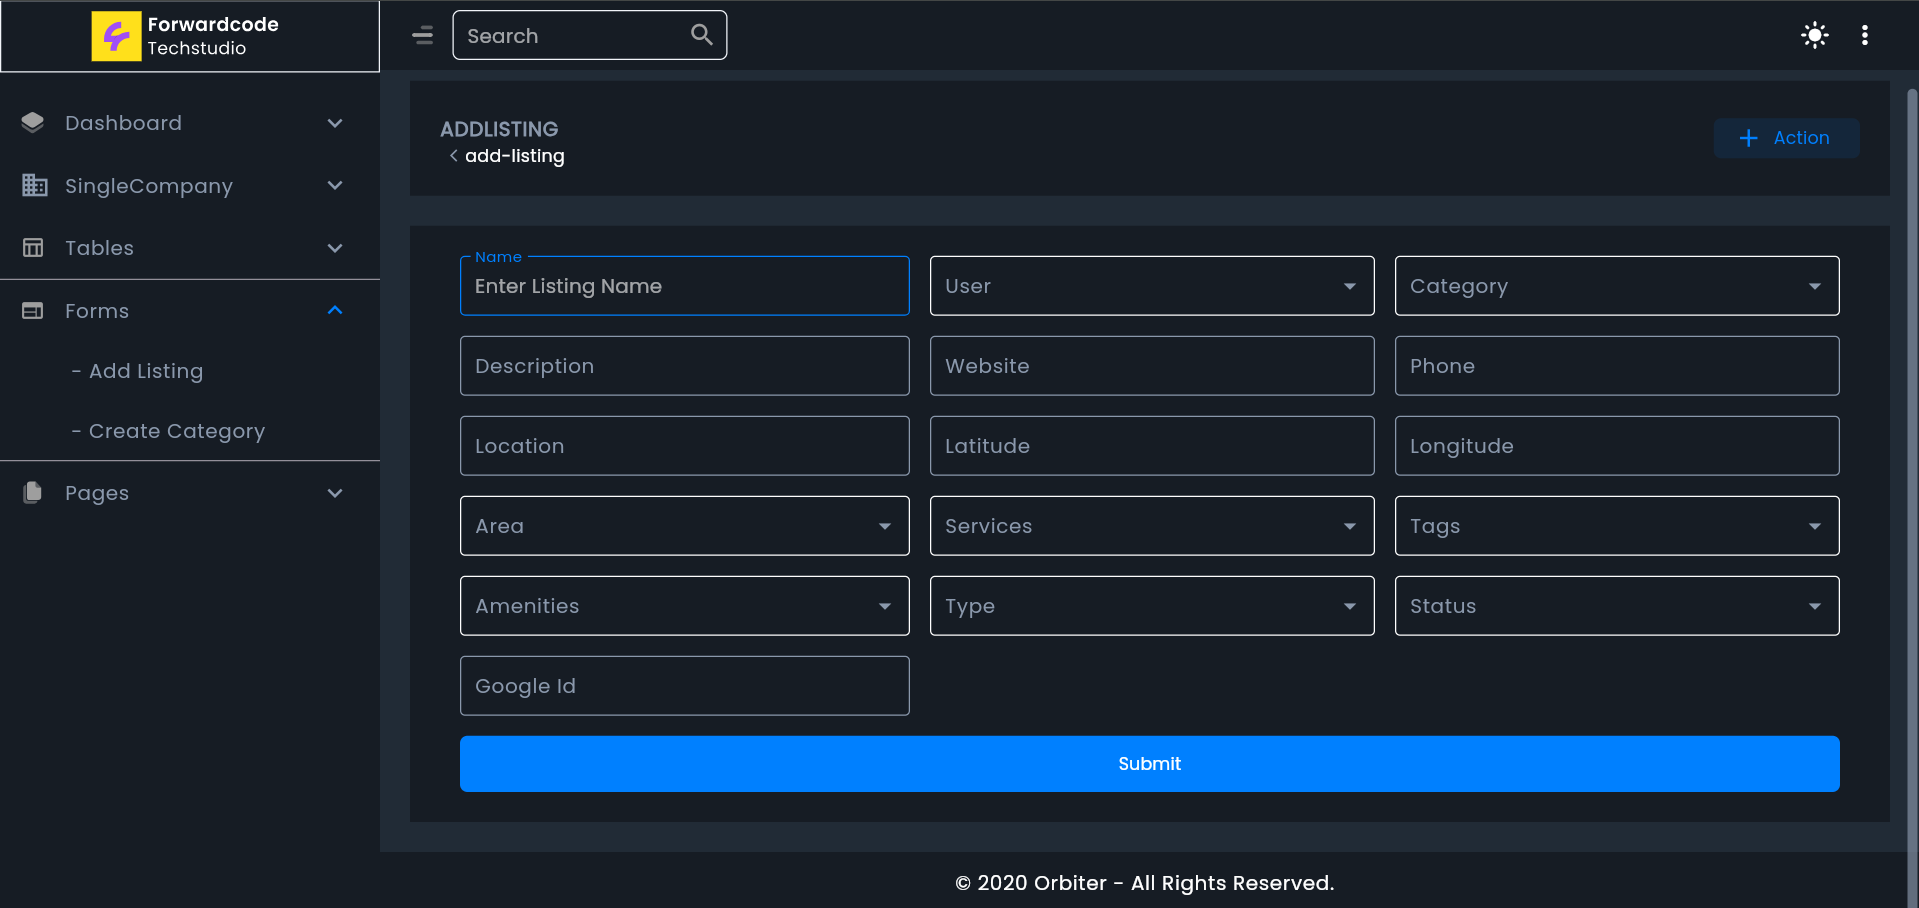 Forwardcode
Techstudio
Search
Dashboard
SingleCompany
Tables
Forms
- Add Listing
- Create Category
Pages
ADDLISTING
add-listing
Action
Name
Enter Listing Name
User
Category
Description
Website
Phone
Location
Latitude
Longitude
Area
Services
Tags
Amenities
Type
Status
Google Id
Submit
© 2020 Orbiter - All Rights Reserved.